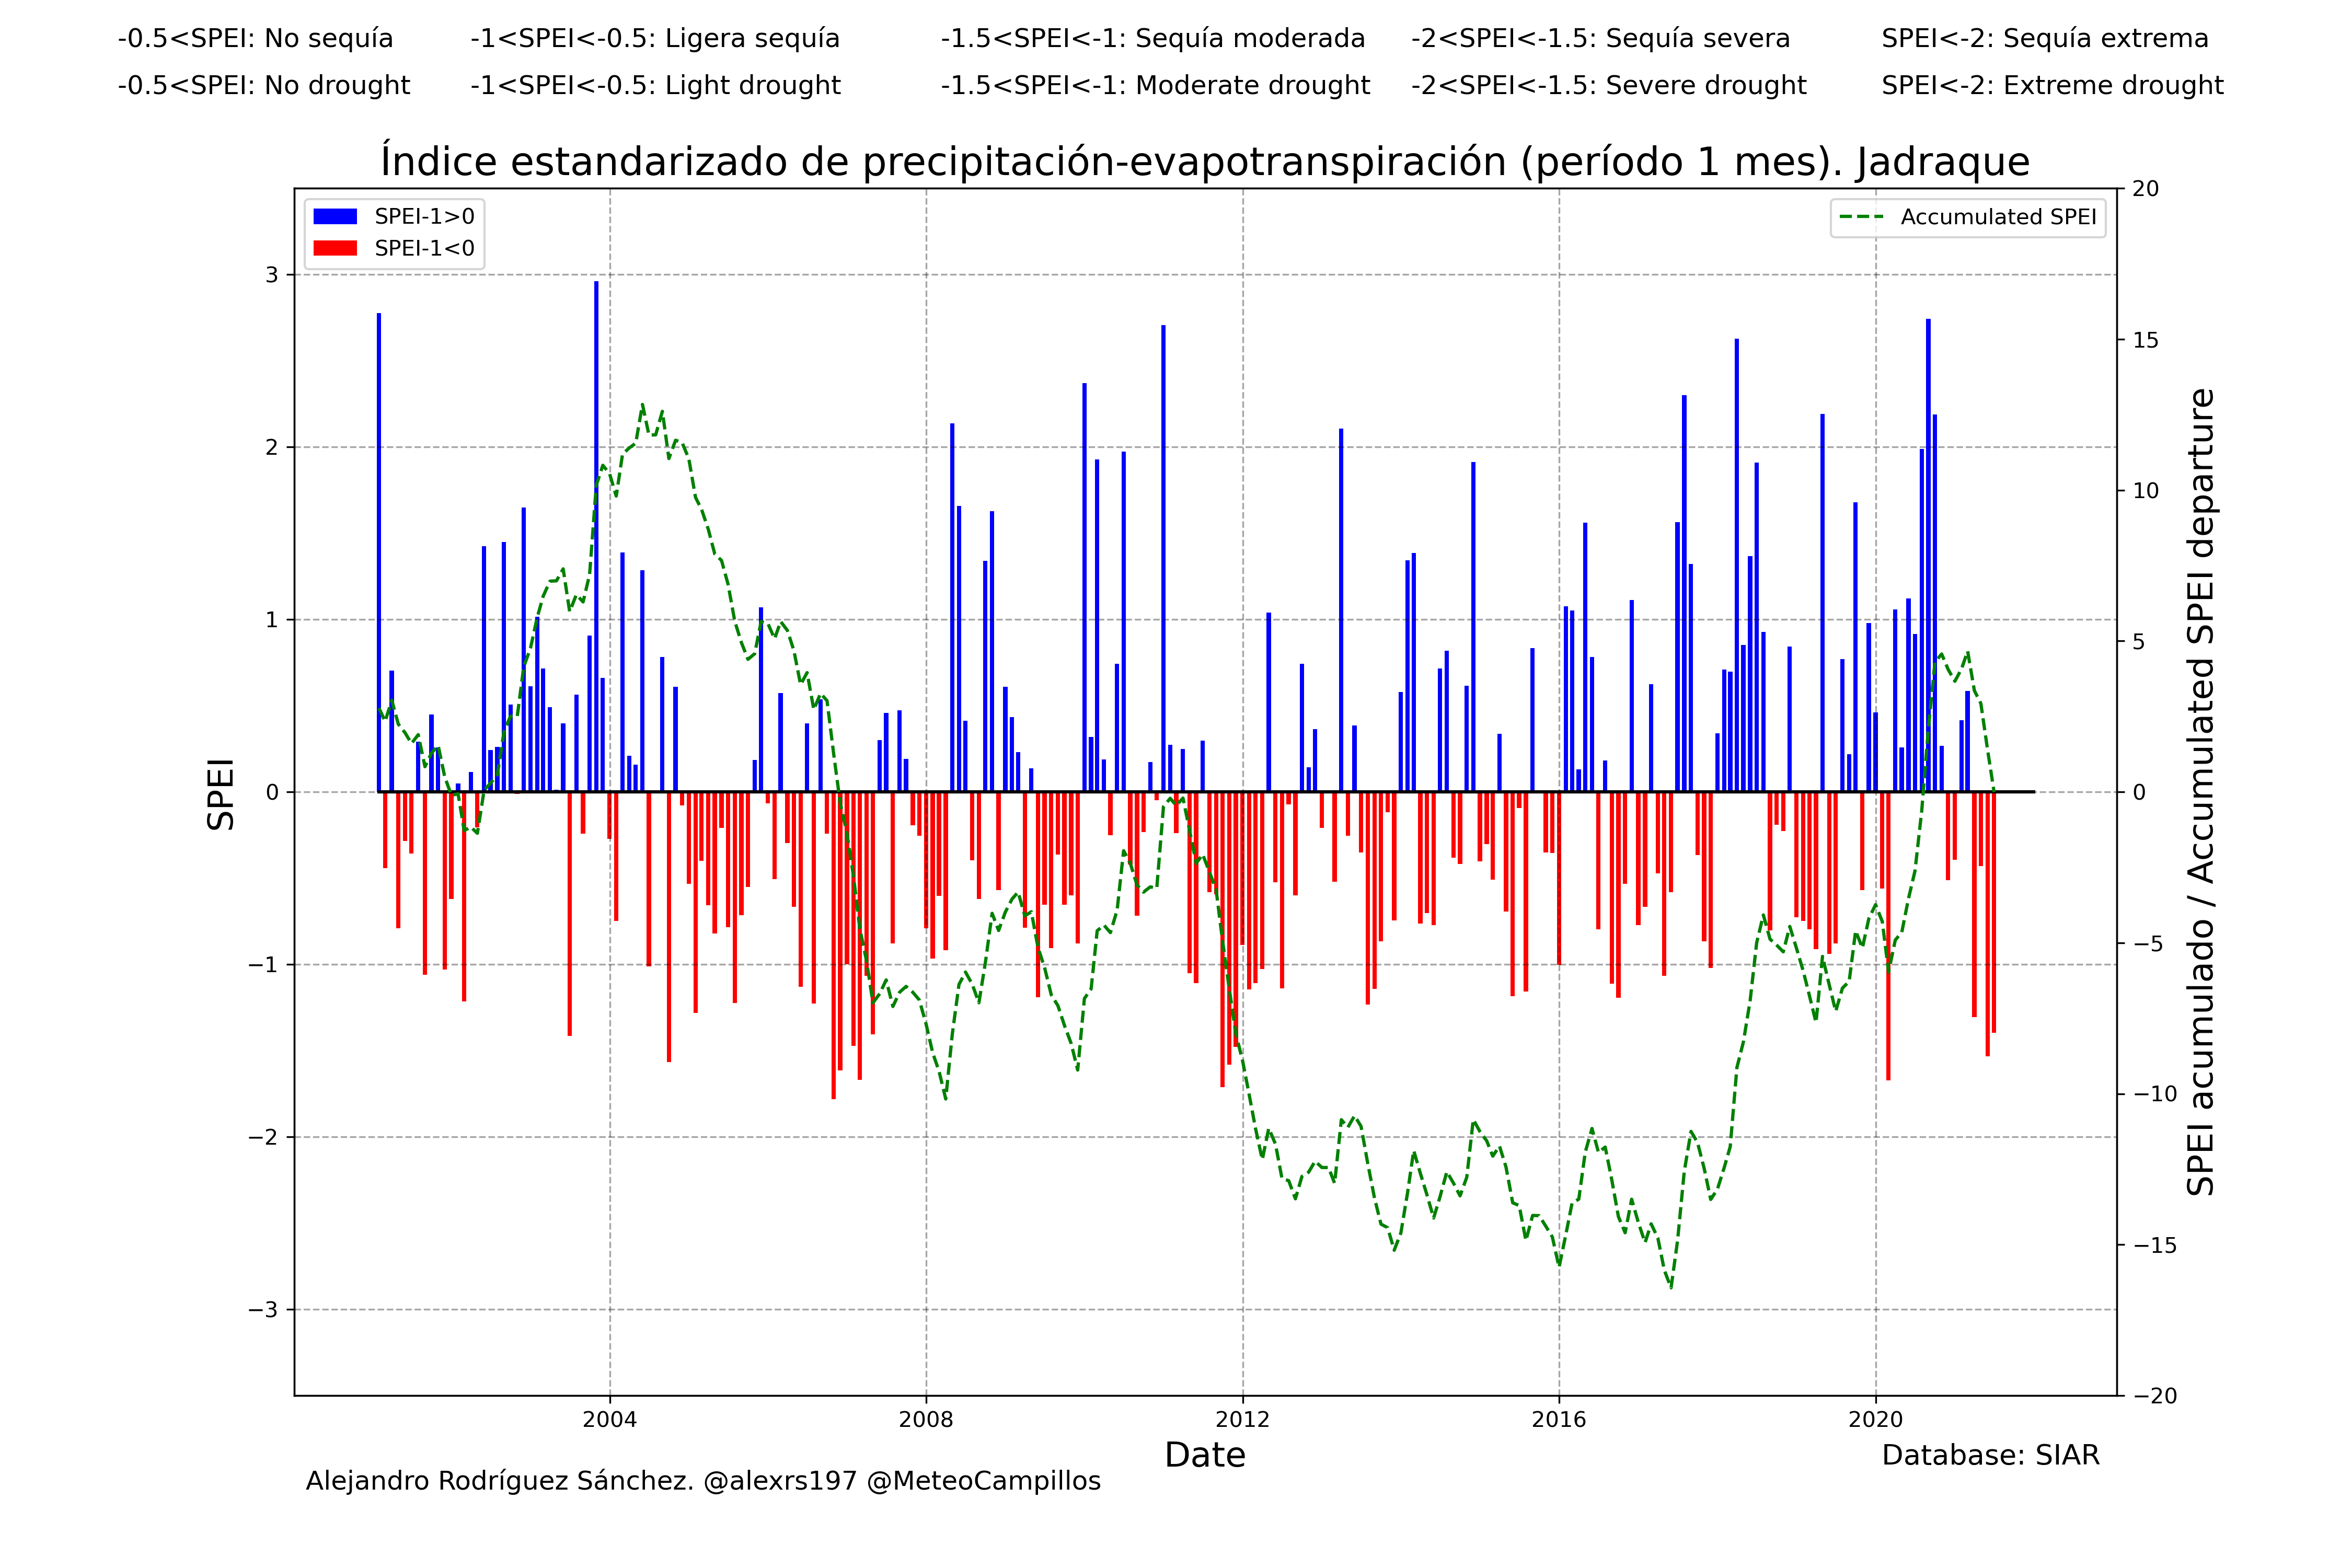 -0.5<SPEI: No sequía -1<SPEI<-0.5: Ligera sequía -1.5<SPEI<-1: Sequía moderada -2<SPEI<-1.5: Sequía severa SPEI<-2: Sequía extrema
-0.5<SPEI: No drought -1<SPEI<-0.5: Light drought -1.5<SPEI<-1: Moderate drought -2<SPEI<-1.5: Severe drought SPEI<-2: Extreme drought
Índice estandarizado de precipitación-evapotranspiración (período 1 mes). Jadraque
SPEI-1>0
SPEI-1<0
Accumulated SPEI
SPEI
3
2
1
0
−1
−2
−3
20
15
10
5
0
−5
−10
−15
−20
SPEI acumulado / Accumulated SPEI departure
2004 2008 2012 2016 2020
Date
Database: SIAR
Alejandro Rodríguez Sánchez. @alexrs197 @MeteoCampillos